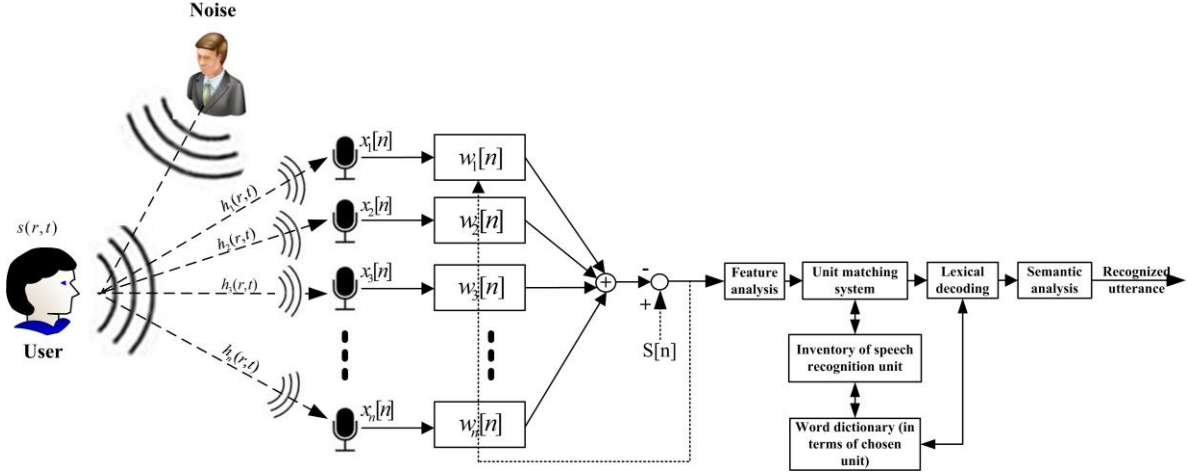 Noise
s(r,t)
User
h₁(r,t)
h₂(r,t)
h₃(r,t)
hₙ(r,t)
x₁[n]
w₁[n]
x₂[n]
w₂[n]
x₃[n]
w₃[n]
xₙ[n]
wₙ[n]
+
-
+
S[n]
Feature
analysis
Unit matching
system
Lexical
decoding
Semantic
analysis
Recognized
utterance
Inventory of speech
recognition unit
Word dictionary (in
terms of chosen
unit)